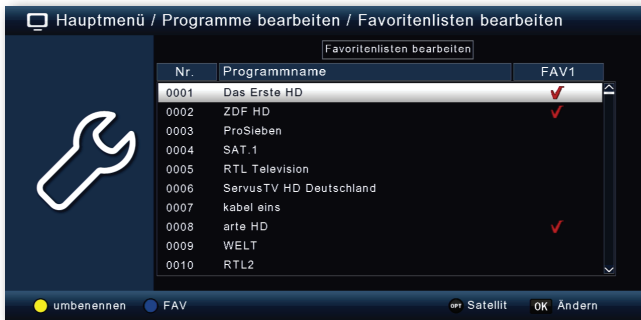 Hauptmenü / Programme bearbeiten / Favoritenlisten bearbeiten
Favoritenlisten bearbeiten
Nr. Programmname FAV1
0001 Das Erste HD
0002 ZDF HD
0003 ProSieben
0004 SAT.1
0005 RTL Television
0006 ServusTV HD Deutschland
0007 kabel eins
0008 arte HD
0009 WELT
0010 RTL2
umbenennen FAV OPT Satellit OK Ändern